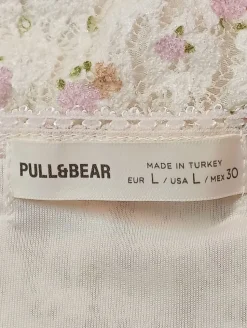 PULL&BEAR
MADE IN TURKEY
EUR L / USA L / MEX 30